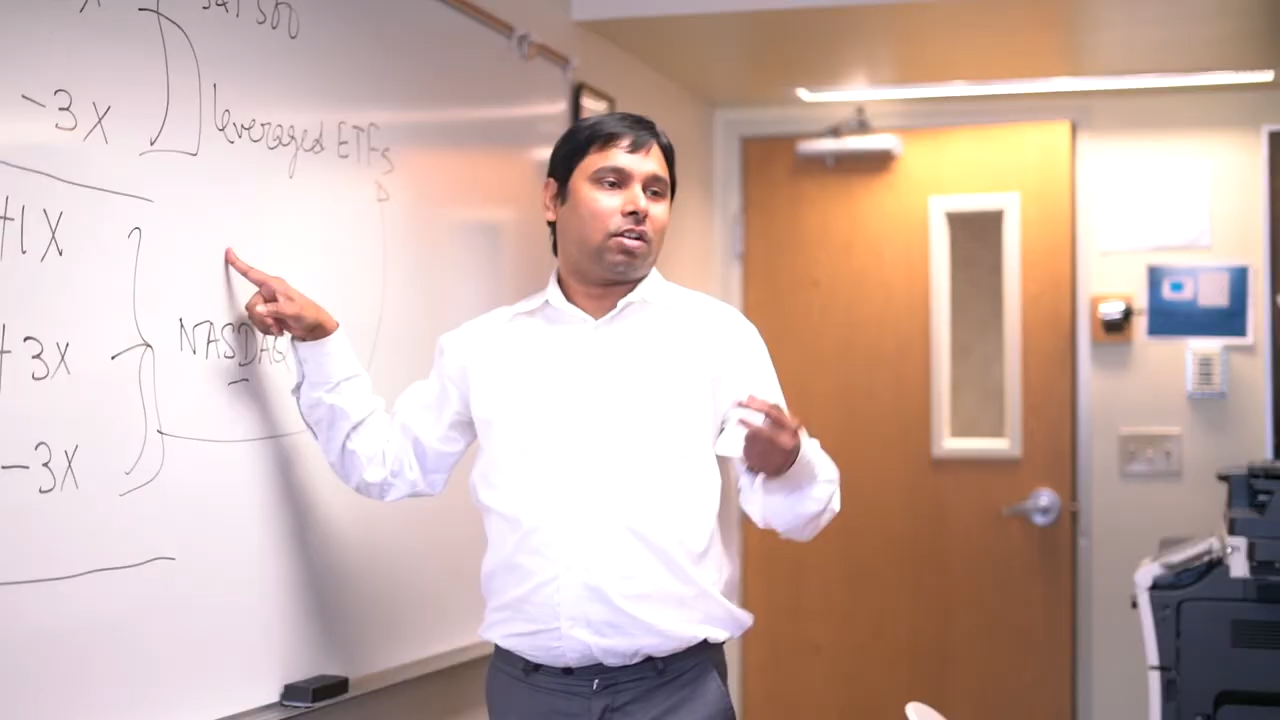 S&P 500
-3X
leveraged ETFs
+1X
+3X
NASDAQ
-3X